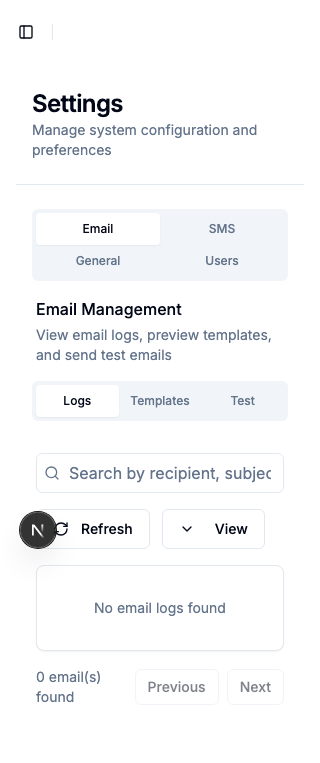 Settings
Manage system configuration and
preferences
Email SMS
General Users
Email Management
View email logs, preview templates,
and send test emails
Logs Templates Test
Search by recipient, subjec
N Refresh View
No email logs found
0 email(s)
found
Previous Next